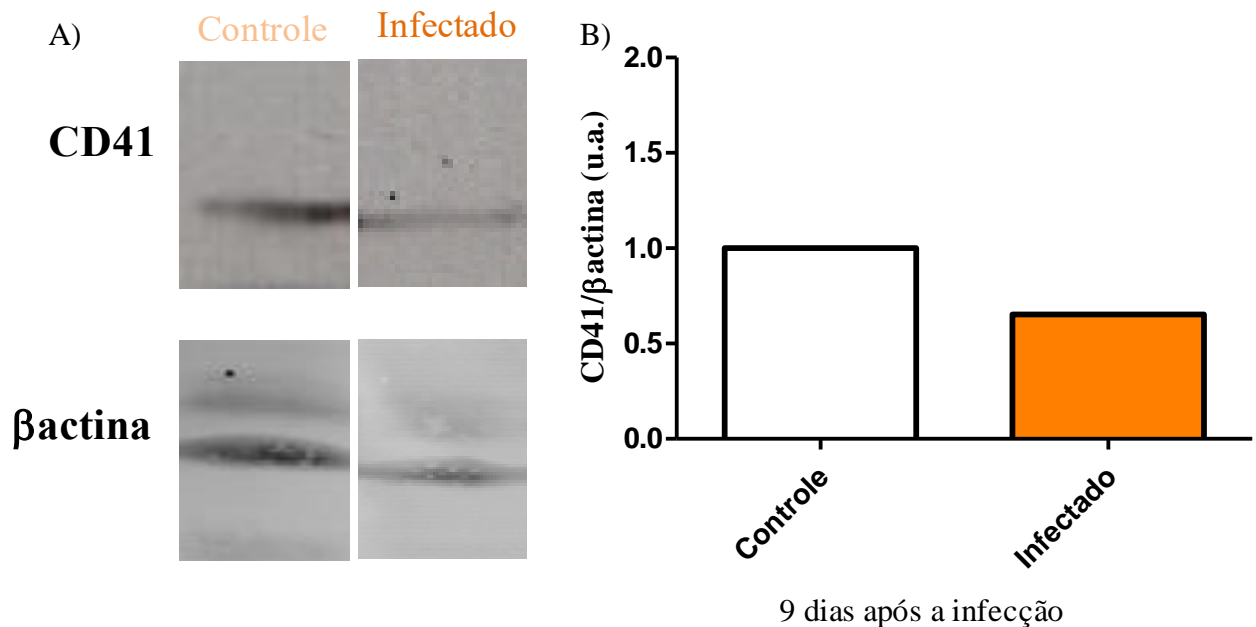 A)
Controle
Infectado
CD41
βactina
B)
CD41/βactina (u.a.)
2.0
1.5
1.0
0.5
0.0
Controle
Infectado
9 dias após a infecção